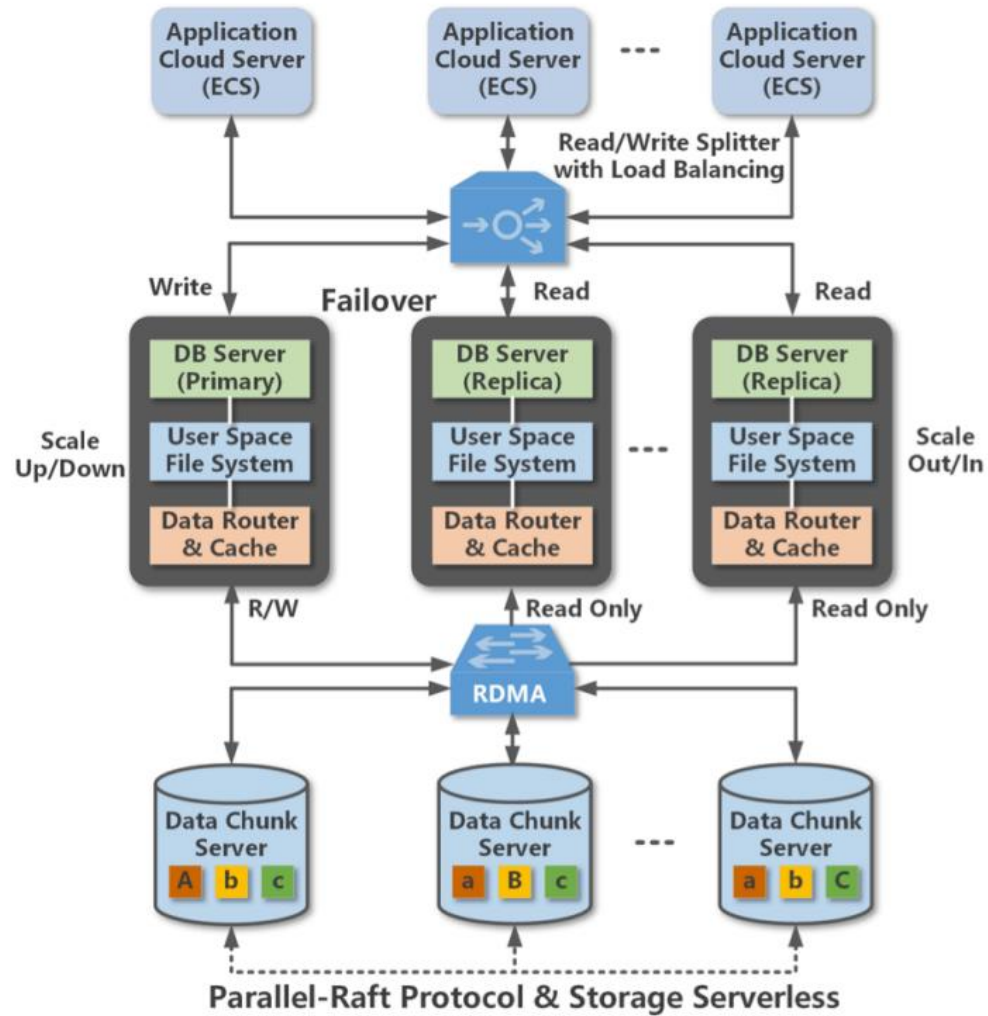 Application
Cloud Server
(ECS)
Application
Cloud Server
(ECS)
Application
Cloud Server
(ECS)
Read/Write Splitter
with Load Balancing
Write
Failover
Read
Read
DB Server
(Primary)
User Space
File System
Data Router
& Cache
DB Server
(Replica)
User Space
File System
Data Router
& Cache
DB Server
(Replica)
User Space
File System
Data Router
& Cache
Scale
Up/Down
Scale
Out/In
R/W
Read Only
Read Only
RDMA
Data Chunk
Server
A b c
Data Chunk
Server
a B c
Data Chunk
Server
a b C
Parallel-Raft Protocol & Storage Serverless